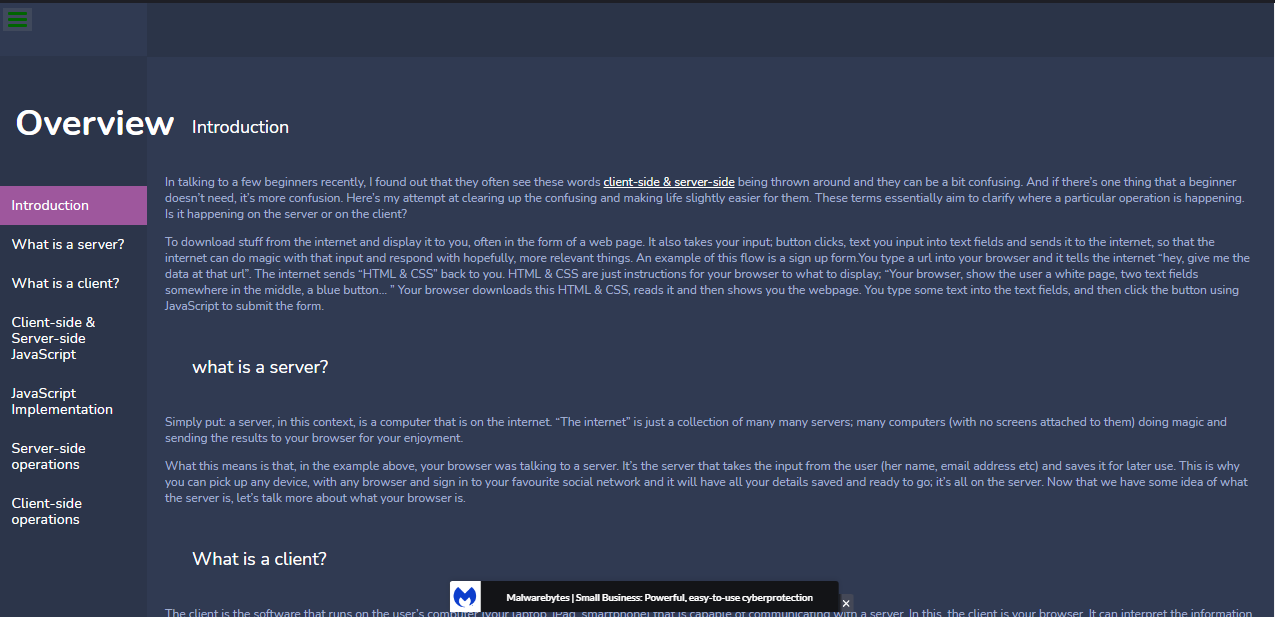 Overview
Introduction
Introduction
What is a server?
What is a client?
Client-side &
Server-side
JavaScript
JavaScript
Implementation
Server-side
operations
Client-side
operations
In talking to a few beginners recently, I found out that they often see these words client-side & server-side being thrown around and they can be a bit confusing. And if there's one thing that a beginner
doesn't need, it's more confusion. Here's my attempt at clearing up the confusing and making life slightly easier for them. These terms essentially aim to clarify where a particular operation is happening.
Is it happening on the server or on the client?
To download stuff from the internet and display it to you, often in the form of a web page. It also takes your input; button clicks, text you input into text fields and sends it to the internet, so that the
internet can do magic with that input and respond with hopefully, more relevant things. An example of this flow is a sign up form.You type a url into your browser and it tells the internet “hey, give me the
data at that url”. The internet sends “HTML & CSS” back to you. HTML & CSS are just instructions for your browser to what to display; “Your browser, show the user a white page, two text fields
somewhere in the middle, a blue button... ” Your browser downloads this HTML & CSS, reads it and then shows you the webpage. You type some text into the text fields, and then click the button using
JavaScript to submit the form.
what is a server?
Simply put: a server, in this context, is a computer that is on the internet. “The internet” is just a collection of many many servers; many computers (with no screens attached to them) doing magic and
sending the results to your browser for your enjoyment.
What this means is that, in the example above, your browser was talking to a server. It's the server that takes the input from the user (her name, email address etc) and saves it for later use. This is why
you can pick up any device, with any browser and sign in to your favourite social network and it will have all your details saved and ready to go; it's all on the server. Now that we have some idea of what
the server is, let's talk more about what your browser is.
What is a client?
Malwarebytes | Small Business: Powerful, easy-to-use cyberprotection
The client is the software that runs on the user's computer (your laptop, iPad, smartphone) that is capable of communicating with a server. In this, the client is your browser. It can interpret the information